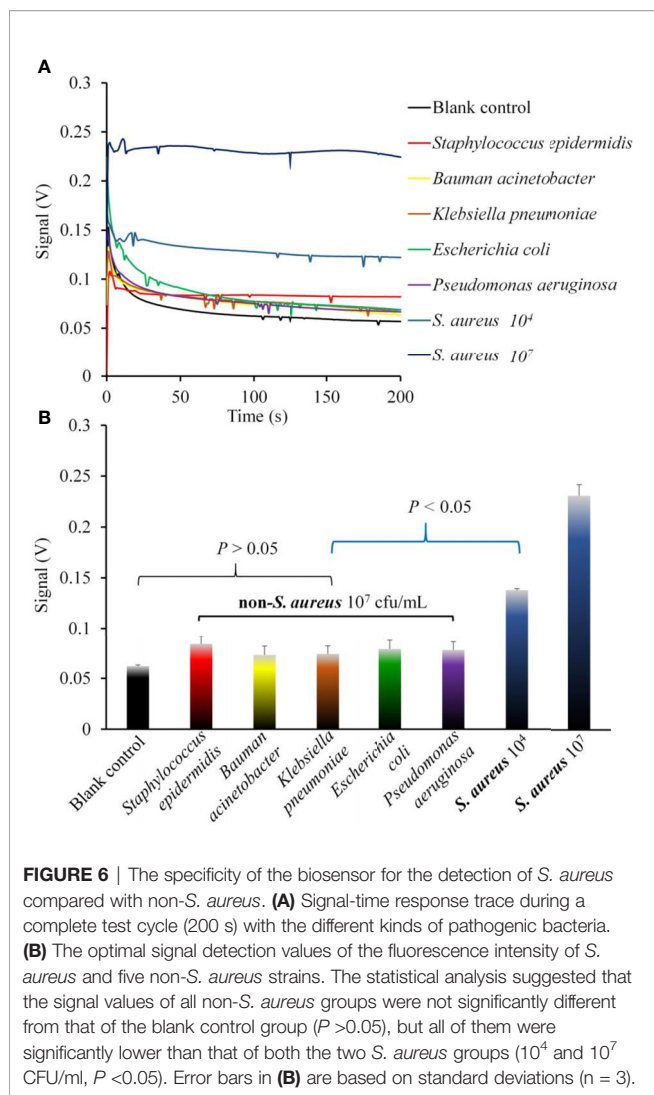 A
0.3
0.25
0.2
0.15
0.1
0.05
0
Signal (V)
0
50
100
150
200
Time (s)
Blank control
Staphylococcus epidermidis
Bauman acinetobacter
Klebsiella pneumoniae
Escherichia coli
Pseudomonas aeruginosa
S. aureus 10⁴
S. aureus 10⁷
B
0.3
0.25
0.2
0.15
0.1
0.05
0
Signal (V)
P > 0.05
P < 0.05
non-S. aureus 10⁷ cfu/mL
Blank control
Staphylococcus
epidermidis
Bauman
acinetobacter
Klebsiella
pneumoniae
Escherichia
coli
Pseudomonas
aeruginosa
S. aureus 10⁴
S. aureus 10⁷
FIGURE 6 | The specificity of the biosensor for the detection of S. aureus
compared with non-S. aureus. (A) Signal-time response trace during a
complete test cycle (200 s) with the different kinds of pathogenic bacteria.
(B) The optimal signal detection values of the fluorescence intensity of S.
aureus and five non-S. aureus strains. The statistical analysis suggested that
the signal values of all non-S. aureus groups were not significantly different
from that of the blank control group (P >0.05), but all of them were
significantly lower than that of both the two S. aureus groups (10⁴ and 10⁷
CFU/ml, P <0.05). Error bars in (B) are based on standard deviations (n = 3).